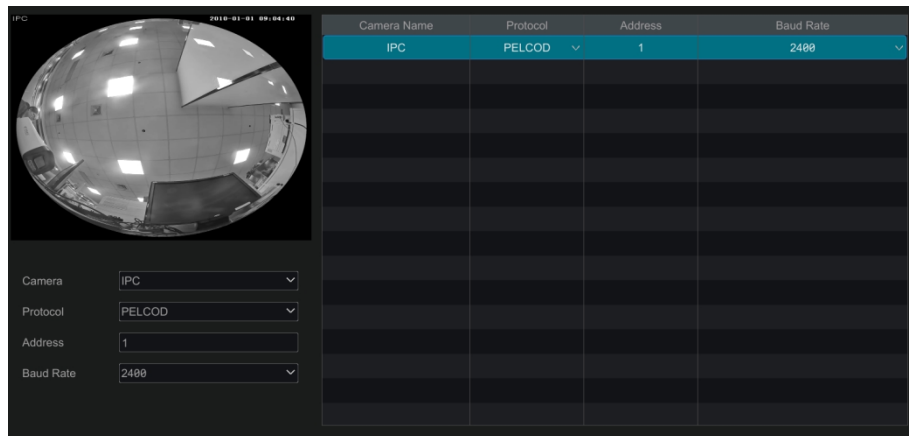 IPC 2010-01-01 09:04:40
Camera IPC
Protocol PELCOD
Address 1
Baud Rate 2400
Camera Name Protocol Address Baud Rate
IPC PELCOD 1 2400